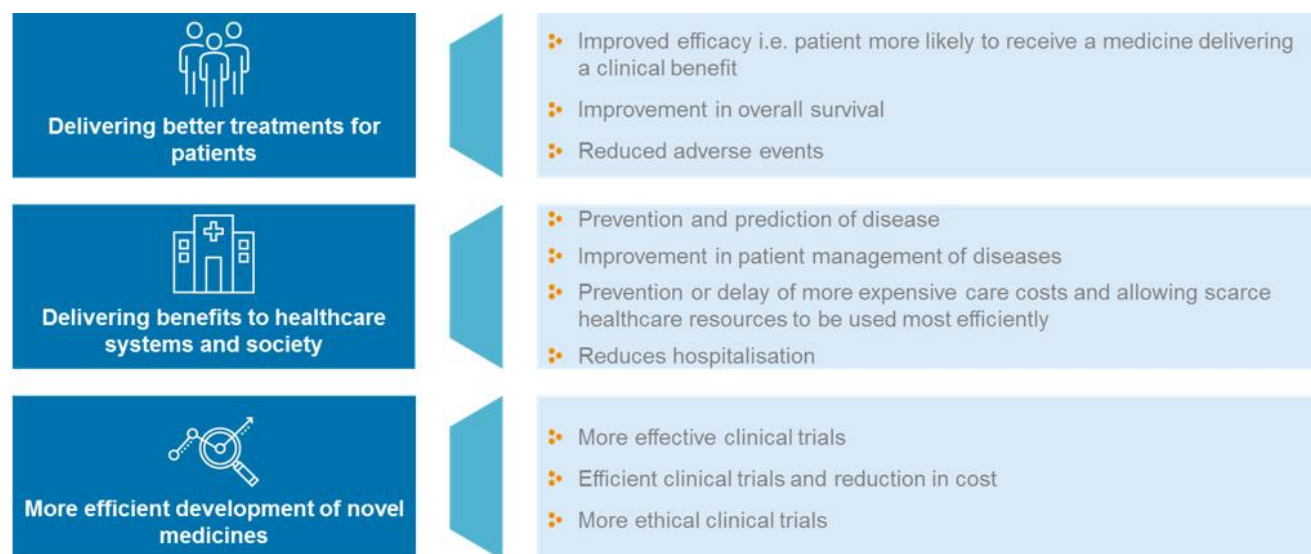 Delivering better treatments for
patients
Improved efficacy i.e. patient more likely to receive a medicine delivering
a clinical benefit
Improvement in overall survival
Reduced adverse events
Delivering benefits to healthcare
systems and society
Prevention and prediction of disease
Improvement in patient management of diseases
Prevention or delay of more expensive care costs and allowing scarce
healthcare resources to be used most efficiently
Reduces hospitalisation
More efficient development of novel
medicines
More effective clinical trials
Efficient clinical trials and reduction in cost
More ethical clinical trials